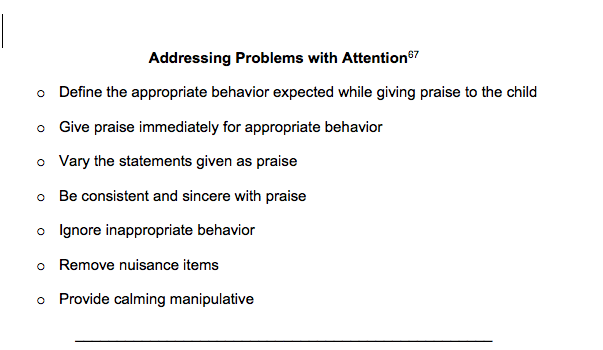 Addressing Problems with Attention67
o Define the appropriate behavior expected while giving praise to the child
o Give praise immediately for appropriate behavior
o Vary the statements given as praise
o Be consistent and sincere with praise
o Ignore inappropriate behavior
o Remove nuisance items
o Provide calming manipulative